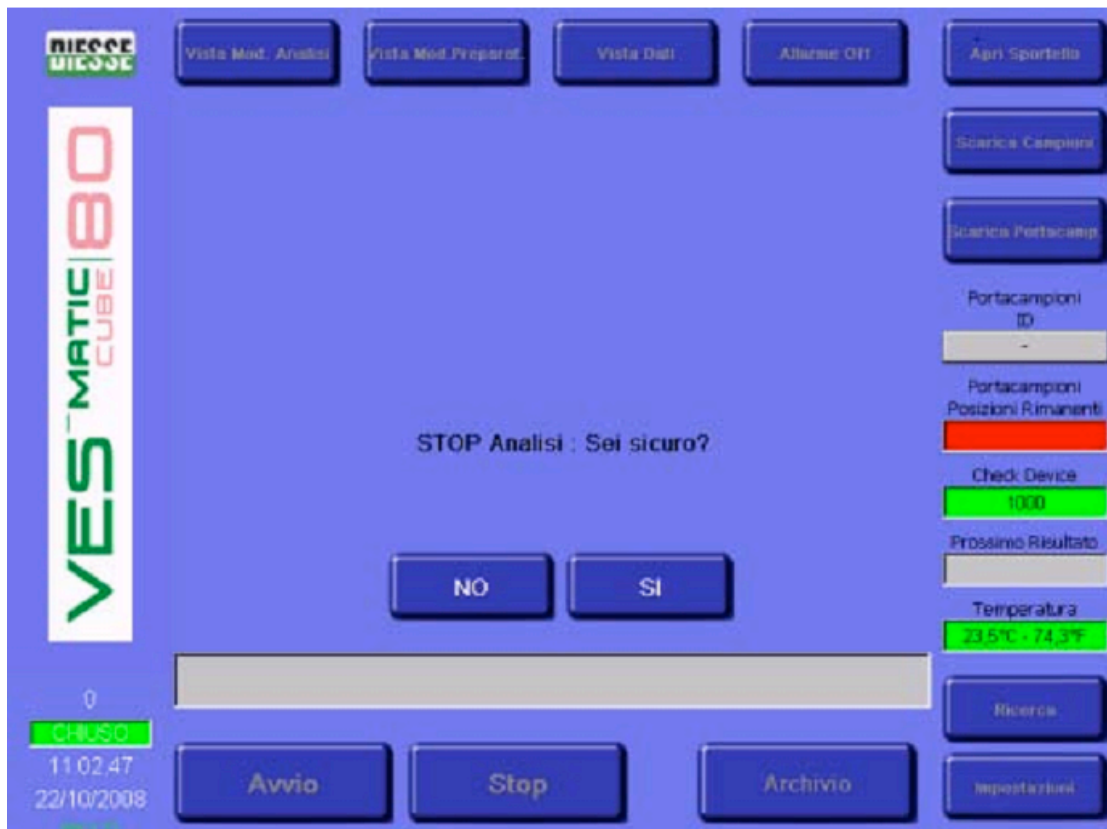 DIESSE
Vista Mod. Analisi
Vista Mod.Preparat.
Vista Dati
Allarme Off
Apri Sportello
VES MATIC
CUBE
80
Scarica Campioni
Scarica Portacamp.
Portacampioni
ID
-
Portacampioni
Posizioni Rimanenti
Check Device
1000
Prossimo Risultato
Temperatura
23,5°C - 74,3°F
STOP Analisi : Sei sicuro?
NO
SI
0
CHIUSO
11.02.47
22/10/2008
Avvio
Stop
Archivio
Ricerca
Impostazioni